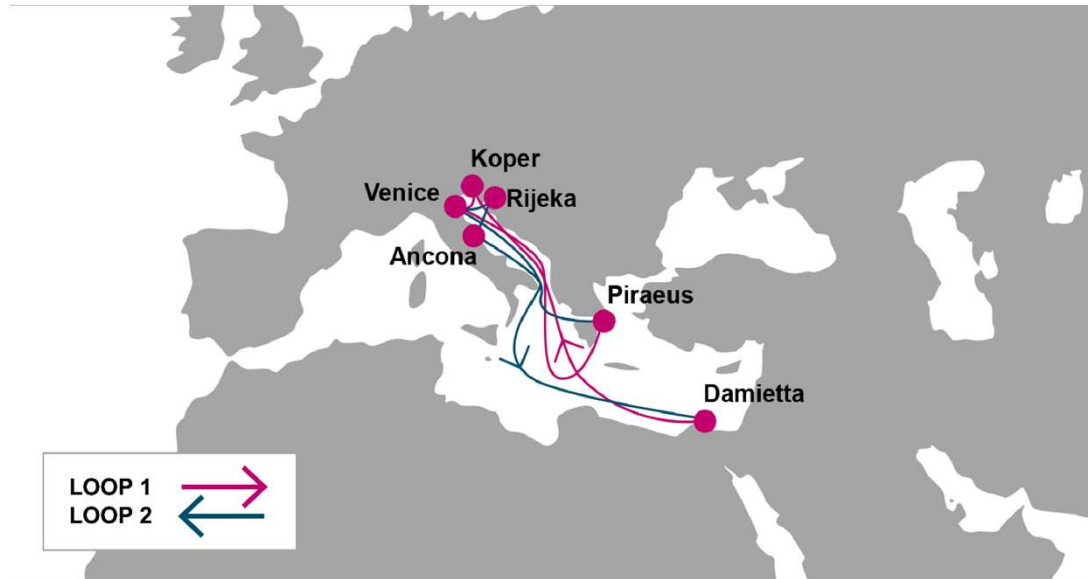 Koper
Venice
Rijeka
Ancona
Piraeus
Damietta
LOOP 1
LOOP 2